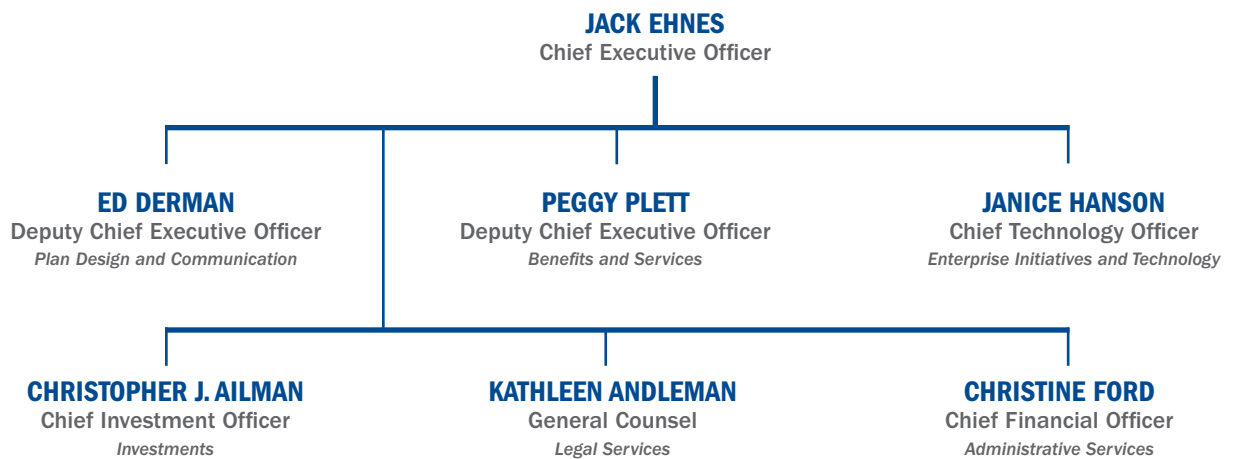 JACK EHNES
Chief Executive Officer
ED DERMAN
Deputy Chief Executive Officer
Plan Design and Communication
PEGGY PLETT
Deputy Chief Executive Officer
Benefits and Services
JANICE HANSON
Chief Technology Officer
Enterprise Initiatives and Technology
CHRISTOPHER J. AILMAN
Chief Investment Officer
Investments
KATHLEEN ANDLEMAN
General Counsel
Legal Services
CHRISTINE FORD
Chief Financial Officer
Administrative Services